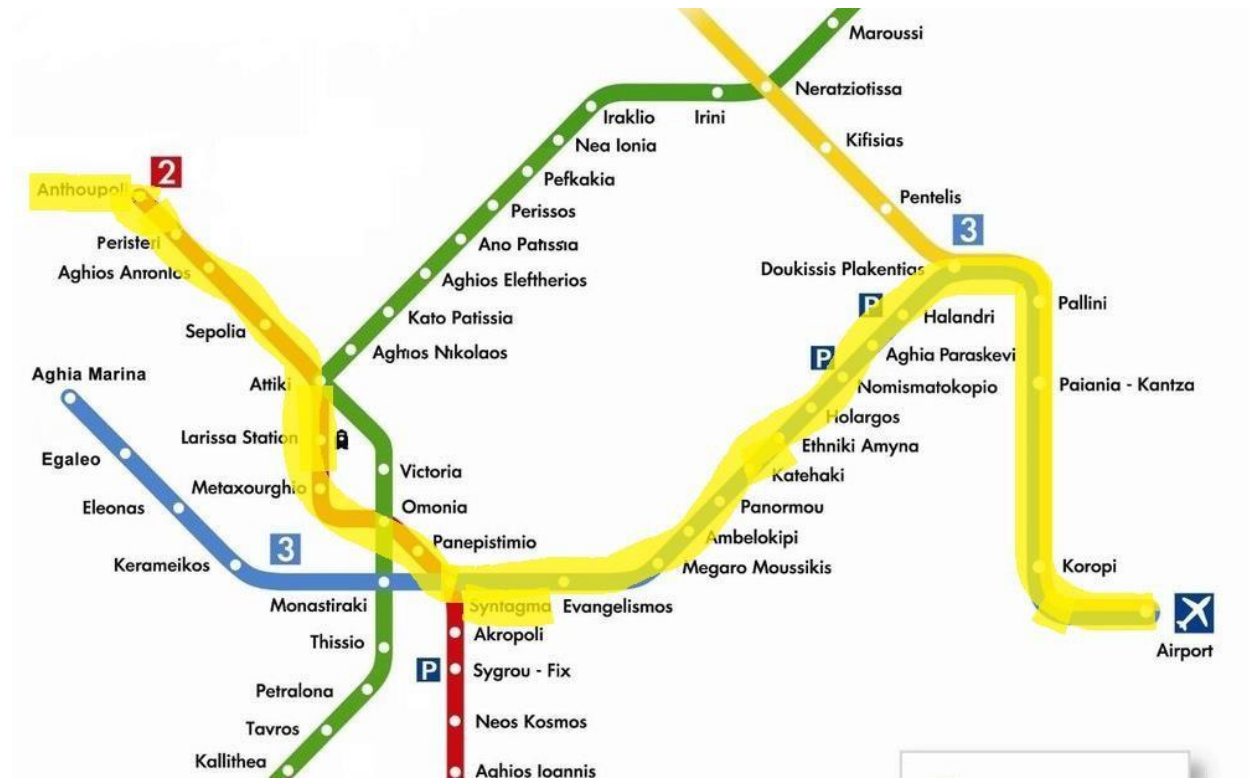 Maroussi
Neratziotissa
Iraklio
Irini
Kifisias
Nea Ionia
2
Pefkakia
Anthoupoli
Pentelis
Perissos
3
Peristeri
Ano Patissia
Doukissis Plakentias
Aghios Antonios
Aghios Eleftherios
P
Pallini
Kato Patissia
Halandri
Sepolia
Aghios Nikolaos
P
Aghia Paraskevi
Aghia Marina
Attiki
Nomismatokopio
Paiania - Kantza
Holargos
Larissa Station
Ethniki Amyna
Egaleo
Victoria
Katehaki
Metaxourghio
Eleonas
Omonia
Panormou
Panepistimio
Ambelokipi
3
Kerameikos
Megaro Moussikis
Koropi
Monastiraki
Syntagma
Evangelismos
Thissio
Akropoli
Airport
P
Sygrou - Fix
Petralona
Neos Kosmos
Tavros
Kallithea
Aghios Ioannis